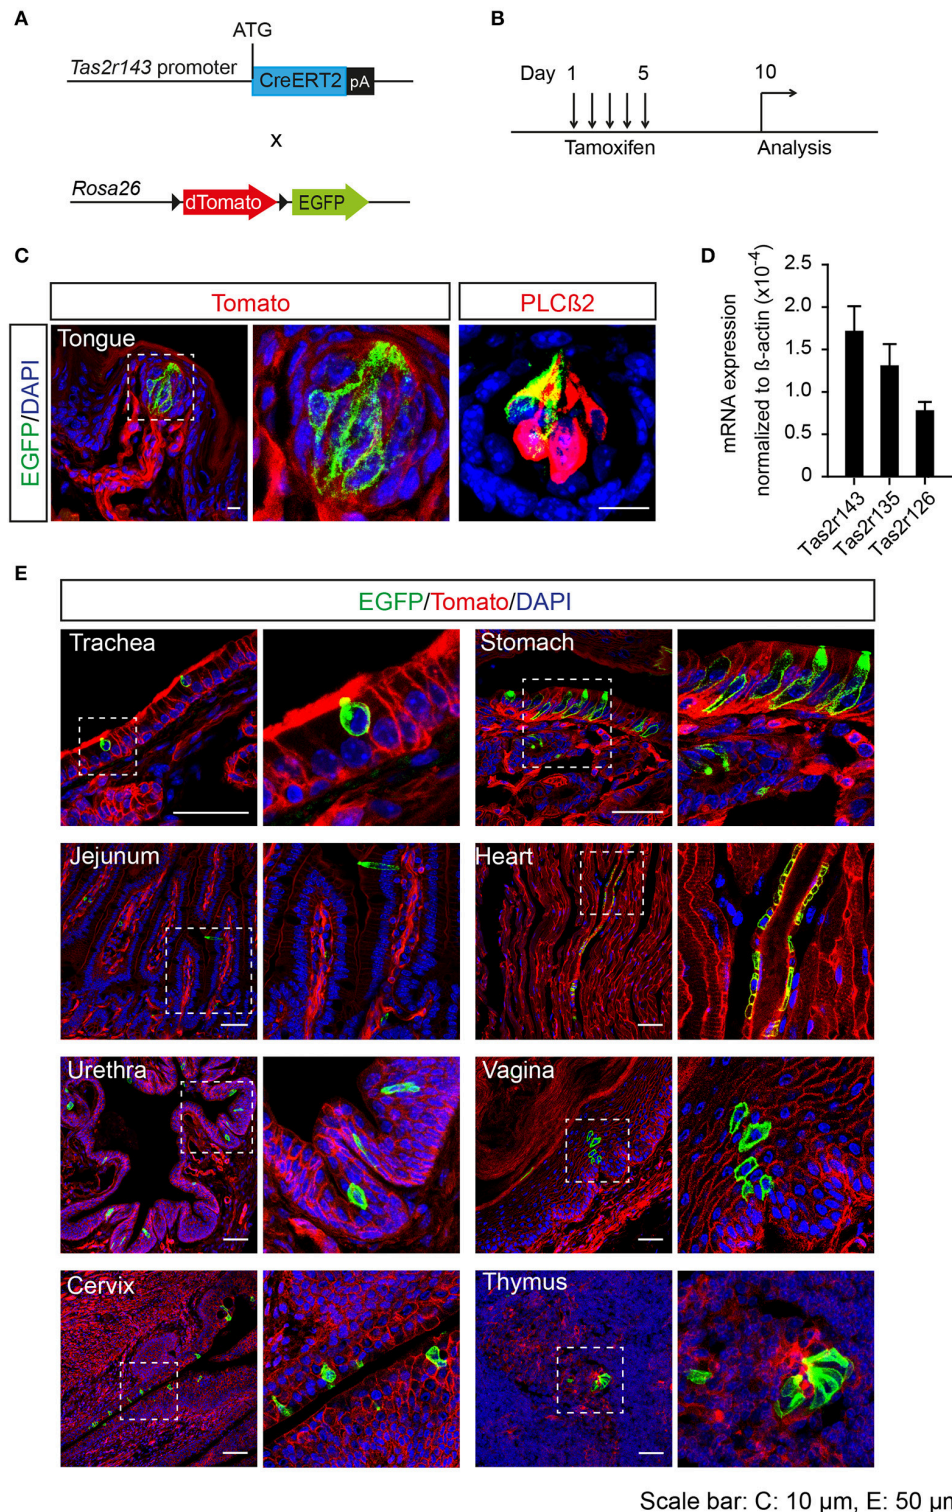 A
ATG
Tas2r143 promoter
CreERT2
pA
x
Rosa26
dTomato
EGFP
B
Day 1 5 10
Tamoxifen
Analysis
C
Tomato
PLCß2
EGFP/DAPI
Tongue
D
mRNA expression
normalized to ß-actin (x10-4)
2.5
2.0
1.5
1.0
0.5
0
Tas2r143
Tas2r135
Tas2r126
E
EGFP/Tomato/DAPI
Trachea
Stomach
Jejunum
Heart
Urethra
Vagina
Cervix
Thymus
Scale bar: C: 10 µm, E: 50 µm